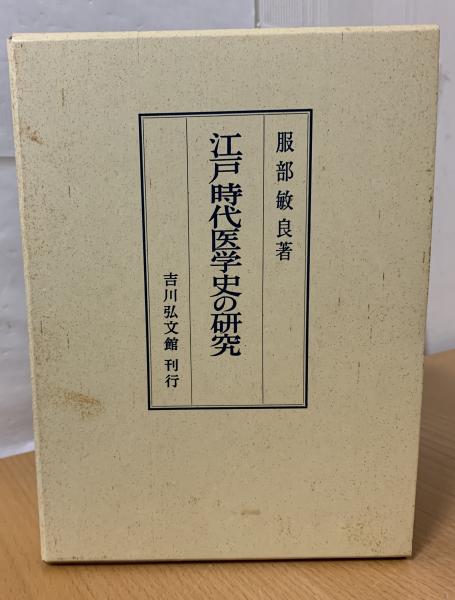 服部敏良著
江戸時代医学史の研究
吉川弘文館 刊行